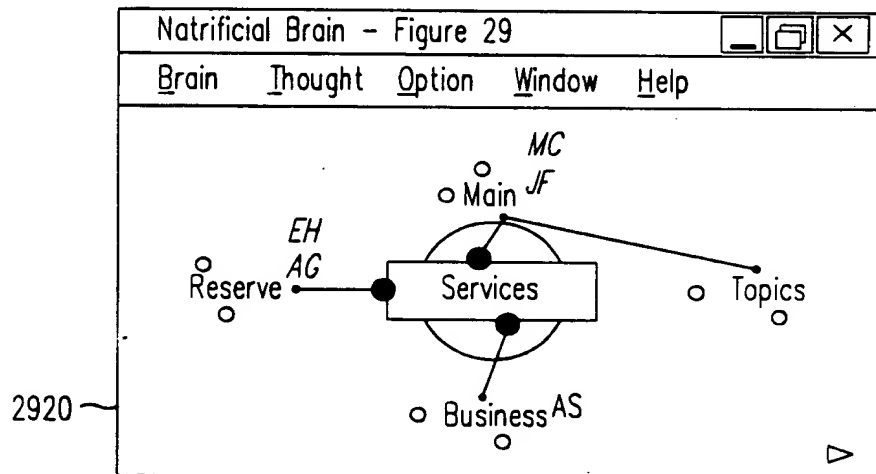 Natrificial Brain - Figure 29
Brain Thought Option Window Help
MC
Main JF
EH
AG
Reserve
Services
Topics
2920
Business AS